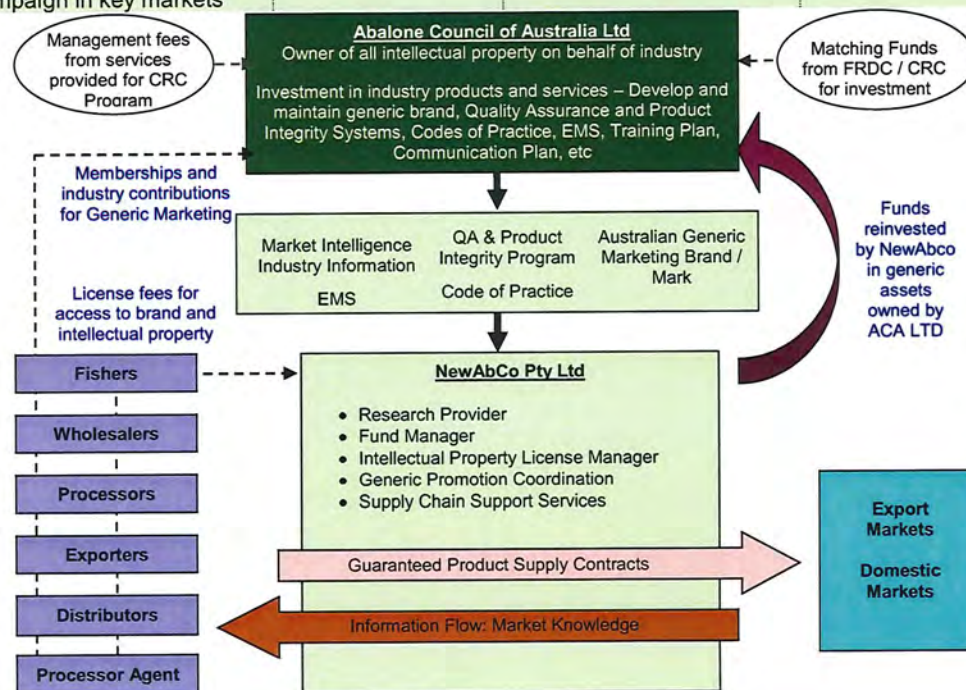 mpaign in key markets
Management fees
from services
provided for CRC
Program
Abalone Council of Australia Ltd
Owner of all intellectual property on behalf of industry
Investment in industry products and services – Develop and
maintain generic brand, Quality Assurance and Product
Integrity Systems, Codes of Practice, EMS, Training Plan,
Communication Plan, etc
Matching Funds
from FRDC / CRC
for investment
Memberships and
industry contributions
for Generic Marketing
Market Intelligence
Industry Information
EMS
QA & Product
Integrity Program
Code of Practice
Australian Generic
Marketing Brand /
Mark
Funds
reinvested
by NewAbco
in generic
assets
owned by
ACA LTD
License fees for
access to brand and
intellectual property
Fishers
Wholesalers
Processors
Exporters
Distributors
Processor Agent
NewAbCo Pty Ltd
• Research Provider
• Fund Manager
• Intellectual Property License Manager
• Generic Promotion Coordination
• Supply Chain Support Services
Guaranteed Product Supply Contracts
Information Flow: Market Knowledge
Export
Markets
Domestic
Markets